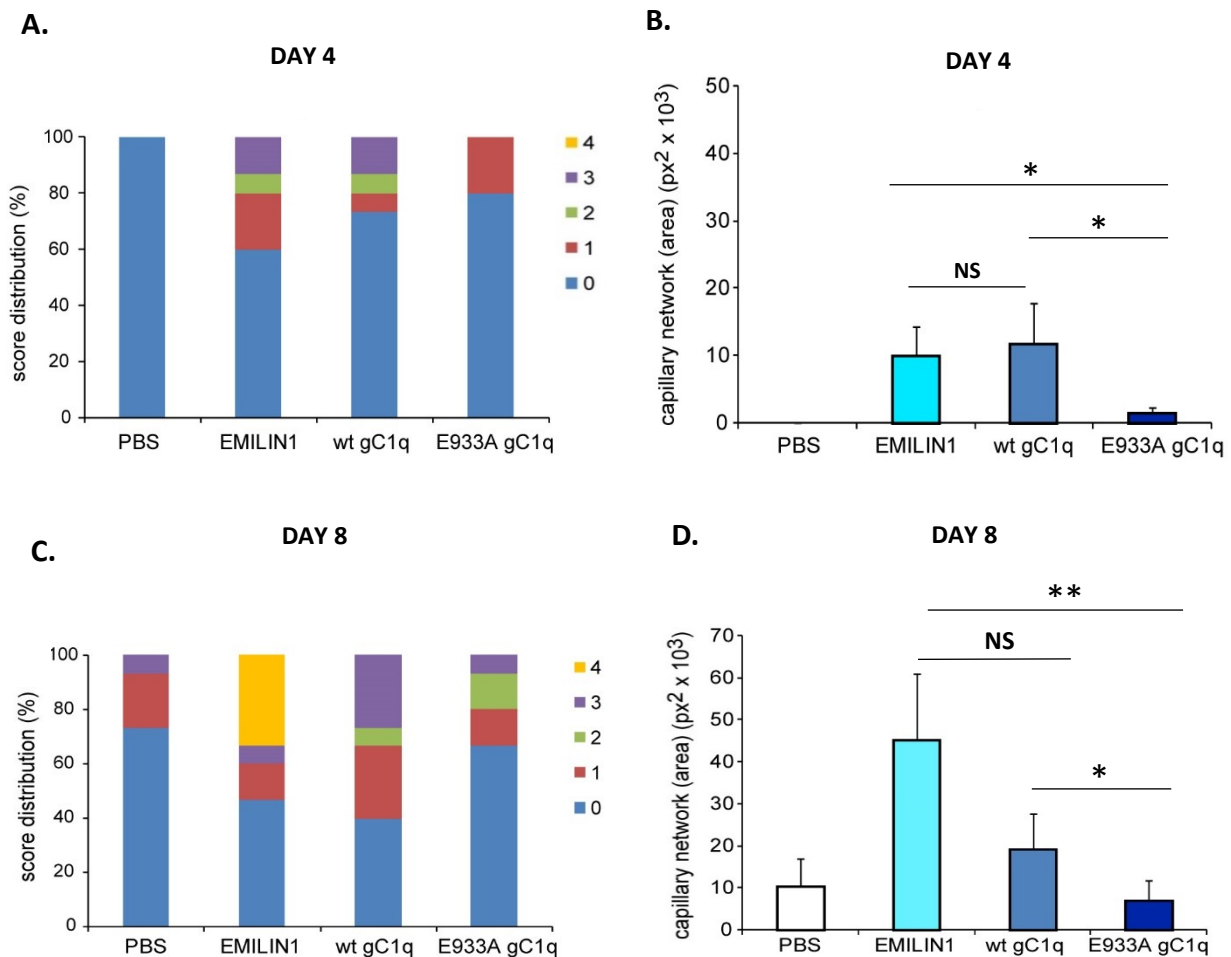 A.
DAY 4
score distribution (%)
100
80
60
40
20
0
PBS EMILIN1 wt gC1q E933A gC1q
4
3
2
1
0
B.
DAY 4
capillary network (area) (px² x 10³)
50
40
30
20
10
0
*
*
NS
PBS EMILIN1 wt gC1q E933A gC1q
C.
DAY 8
score distribution (%)
100
80
60
40
20
0
PBS EMILIN1 wt gC1q E933A gC1q
4
3
2
1
0
D.
DAY 8
capillary network (area) (px² x 10³)
70
60
50
40
30
20
10
0
**
NS
*
PBS EMILIN1 wt gC1q E933A gC1q